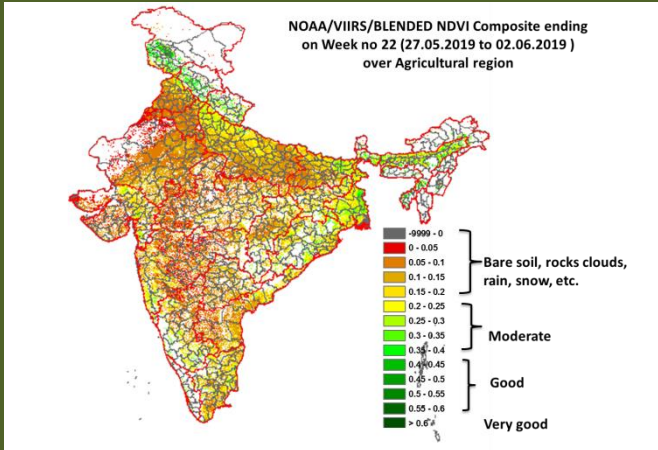 NOAA/VIIRS/BLENDED NDVI Composite ending
on Week no 22 (27.05.2019 to 02.06.2019 )
over Agricultural region
-9999 - 0
0 - 0.05
0.05 - 0.1
0.1 - 0.15
0.15 - 0.2
0.2 - 0.25
0.25 - 0.3
0.3 - 0.35
0.35 - 0.4
0.4 - 0.45
0.45 - 0.5
0.5 - 0.55
0.55 - 0.6
> 0.6
Bare soil, rocks clouds,
rain, snow, etc.
Moderate
Good
Very good